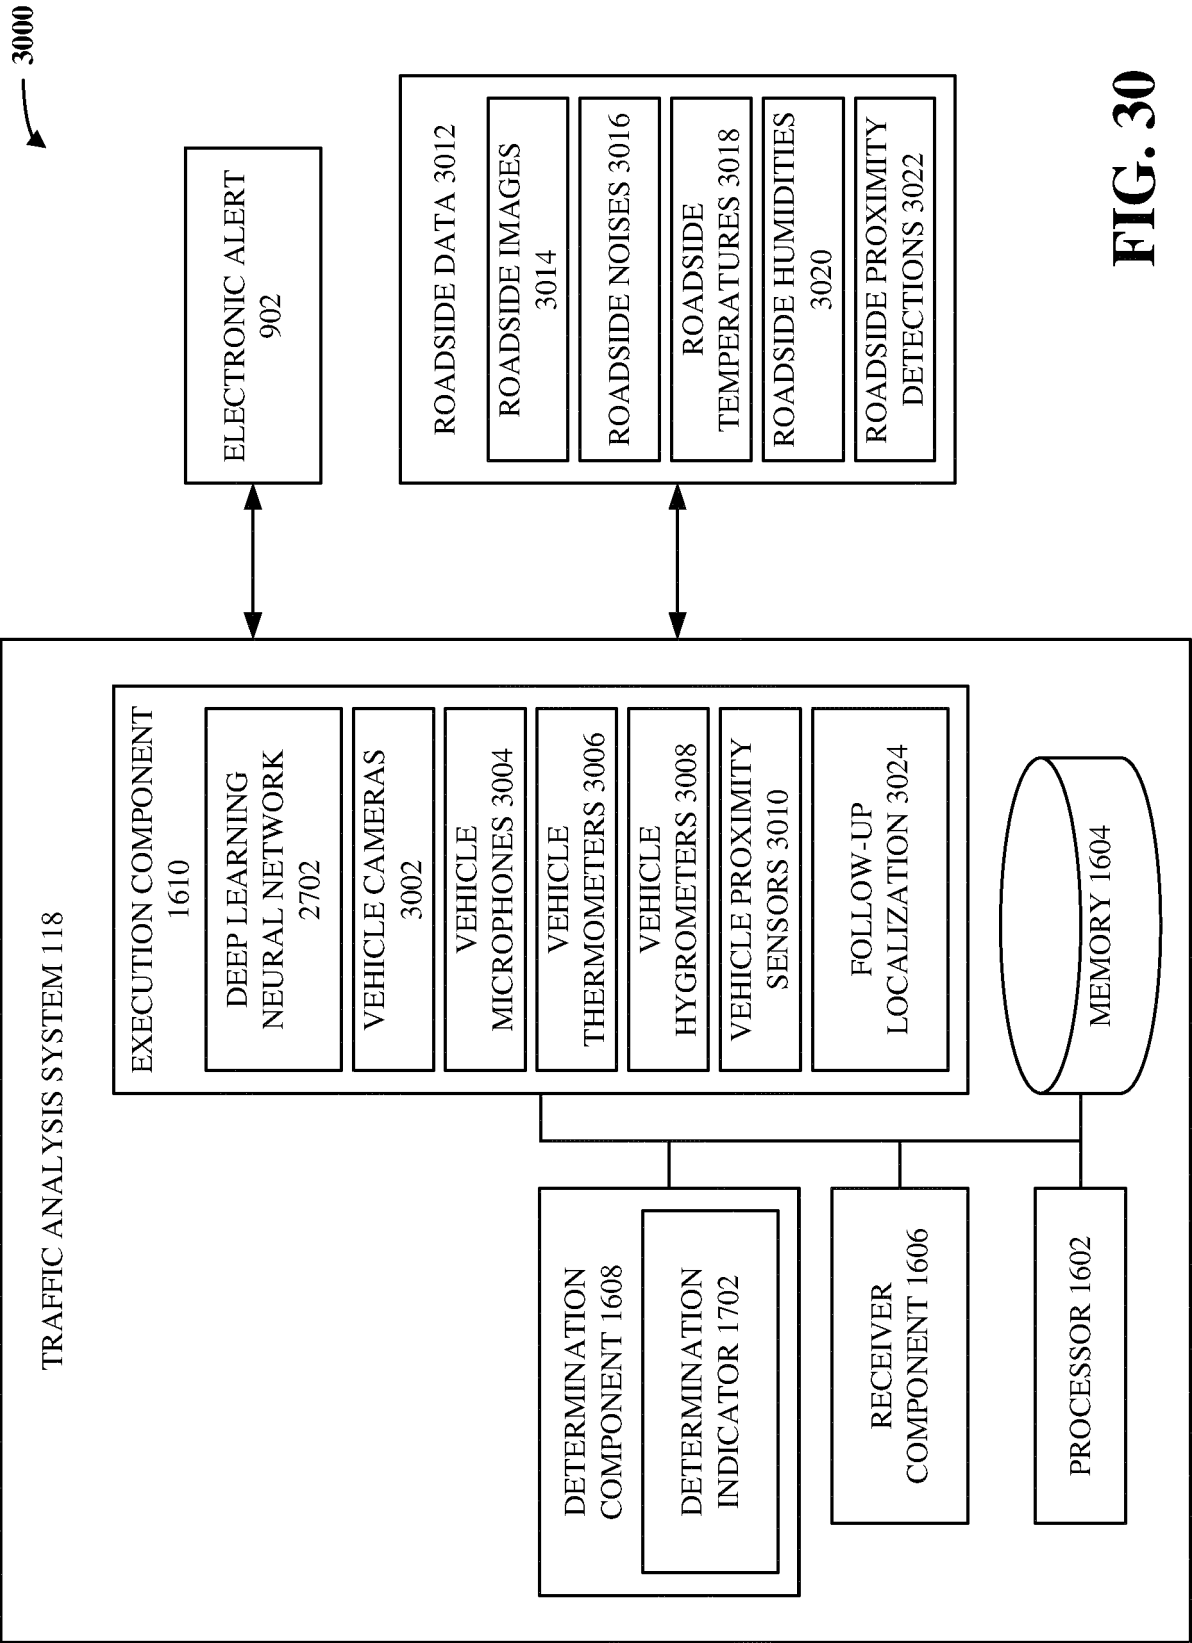 3000
TRAFFIC ANALYSIS SYSTEM 118
EXECUTION COMPONENT
1610
DEEP LEARNING
NEURAL NETWORK
2702
VEHICLE CAMERAS
3002
VEHICLE
MICROPHONES 3004
VEHICLE
THERMOMETERS 3006
VEHICLE
HYGROMETERS 3008
VEHICLE PROXIMITY
SENSORS 3010
FOLLOW-UP
LOCALIZATION 3024
DETERMINATION
COMPONENT 1608
DETERMINATION
INDICATOR 1702
RECEIVER
COMPONENT 1606
PROCESSOR 1602
MEMORY 1604
ELECTRONIC ALERT
902
ROADSIDE DATA 3012
ROADSIDE IMAGES
3014
ROADSIDE NOISES 3016
ROADSIDE
TEMPERATURES 3018
ROADSIDE HUMIDITIES
3020
ROADSIDE PROXIMITY
DETECTIONS 3022
FIG. 30